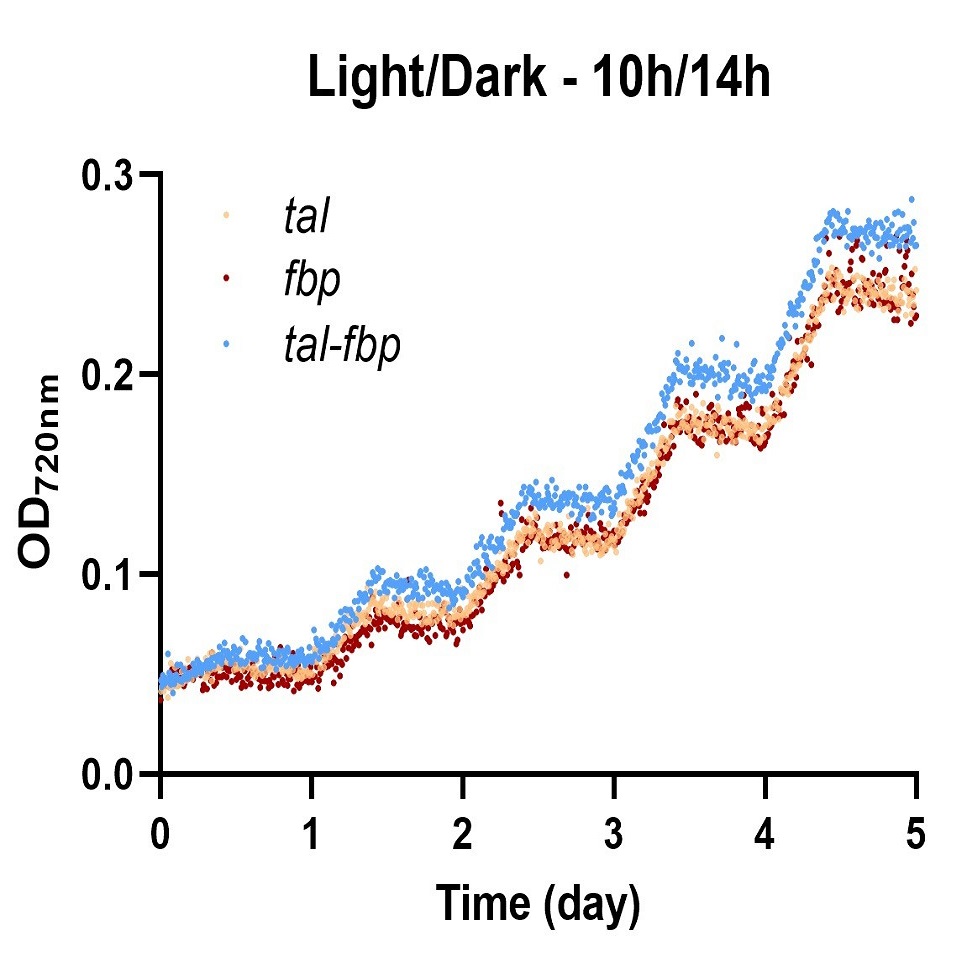 Light/Dark - 10h/14h
0.3
tal
fbp
tal-fbp
0.2
OD720nm
0.1
0.0
0 1 2 3 4 5
Time (day)